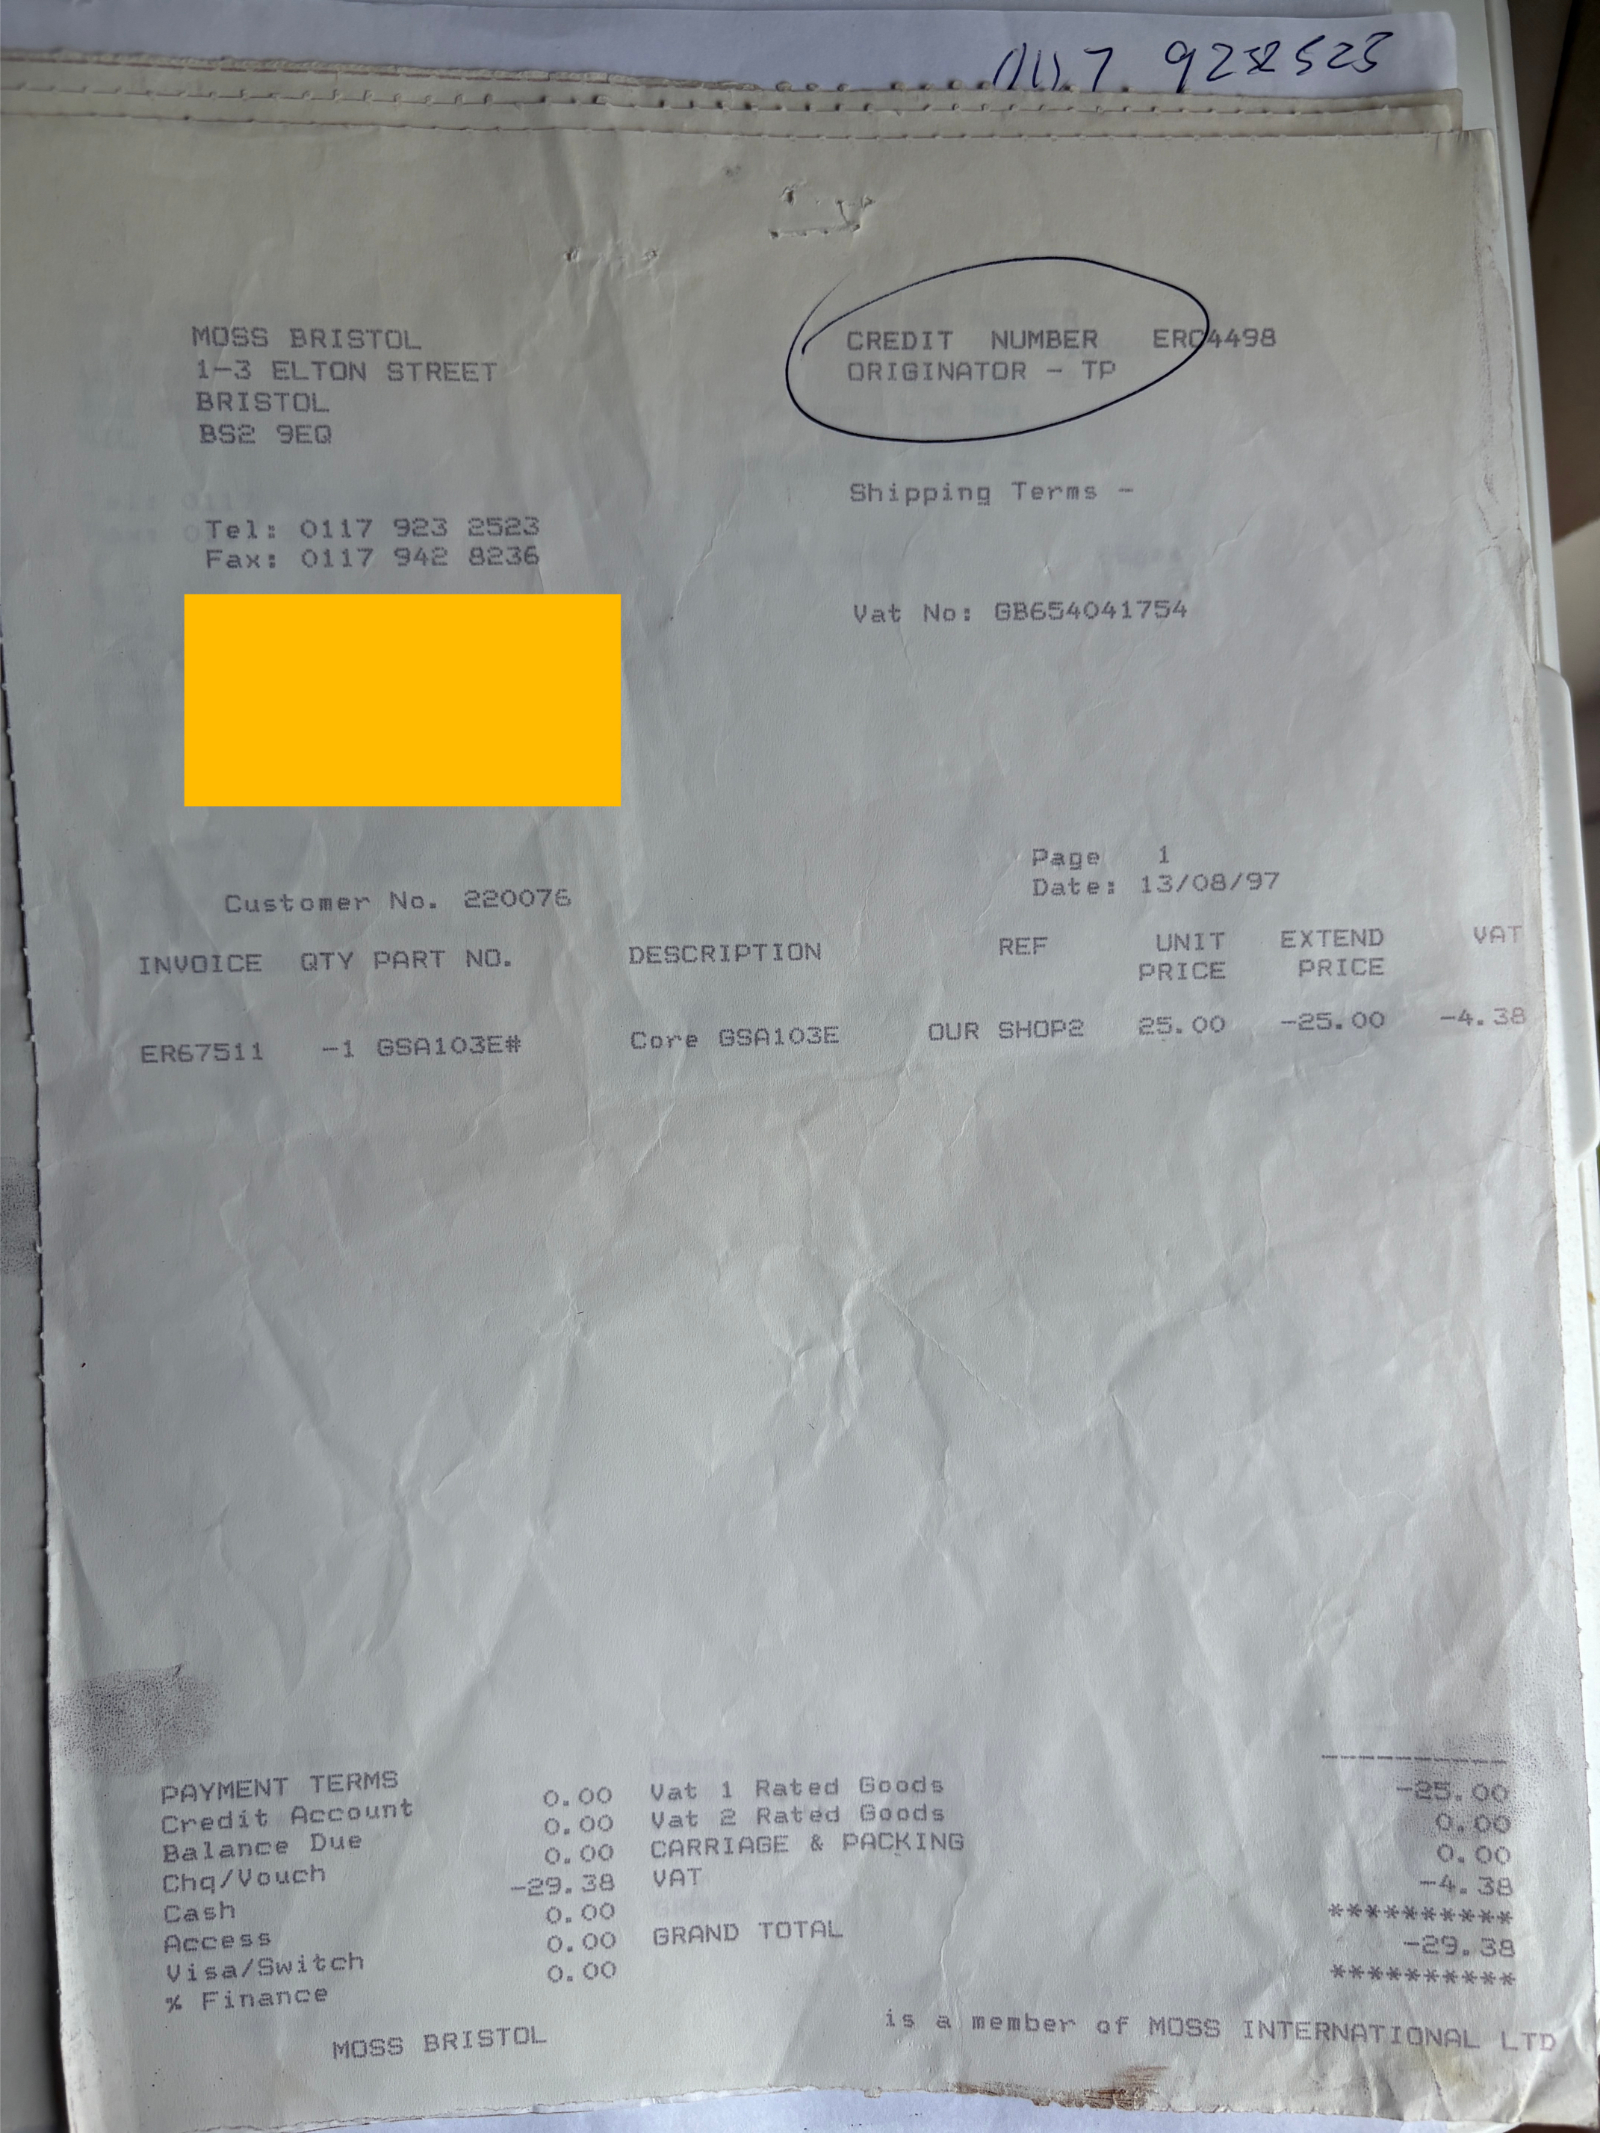 0117 9232523
MOSS BRISTOL
1-3 ELTON STREET
BRISTOL
BS2 9EQ
CREDIT NUMBER ERC4498
ORIGINATOR - TP
Shipping Terms -
Tel: 0117 923 2523
Fax: 0117 942 8236
Vat No: GB654041754
Page 1
Date: 13/08/97
Customer No. 220076
INVOICE QTY PART NO. DESCRIPTION REF UNIT PRICE EXTEND PRICE VAT
ER67511 -1 GSA103E# Core GSA103E OUR SHOP2 25.00 -25.00 -4.38
PAYMENT TERMS
Credit Account 0.00 Vat 1 Rated Goods -25.00
Balance Due 0.00 Vat 2 Rated Goods 0.00
Chq/Vouch 0.00 CARRIAGE & PACKING 0.00
Cash -29.38 VAT -4.38
Access 0.00 **********
Visa/Switch 0.00 GRAND TOTAL -29.38
% Finance 0.00 **********
MOSS BRISTOL is a member of MOSS INTERNATIONAL LTD